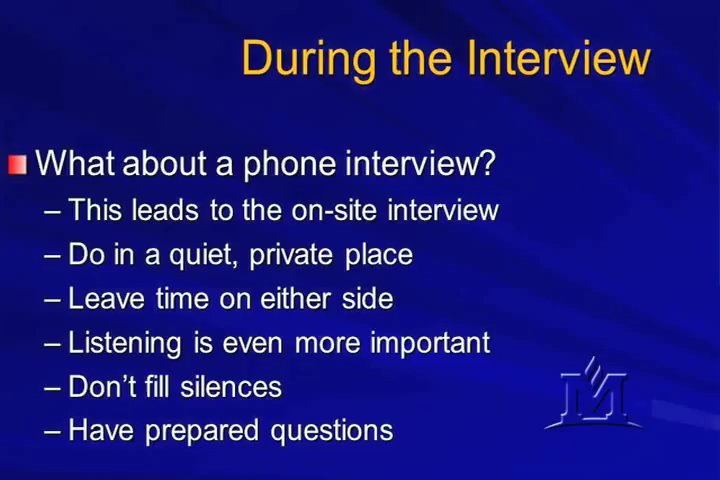 During the Interview
What about a phone interview?
– This leads to the on-site interview
– Do in a quiet, private place
– Leave time on either side
– Listening is even more important
– Don't fill silences
– Have prepared questions
M